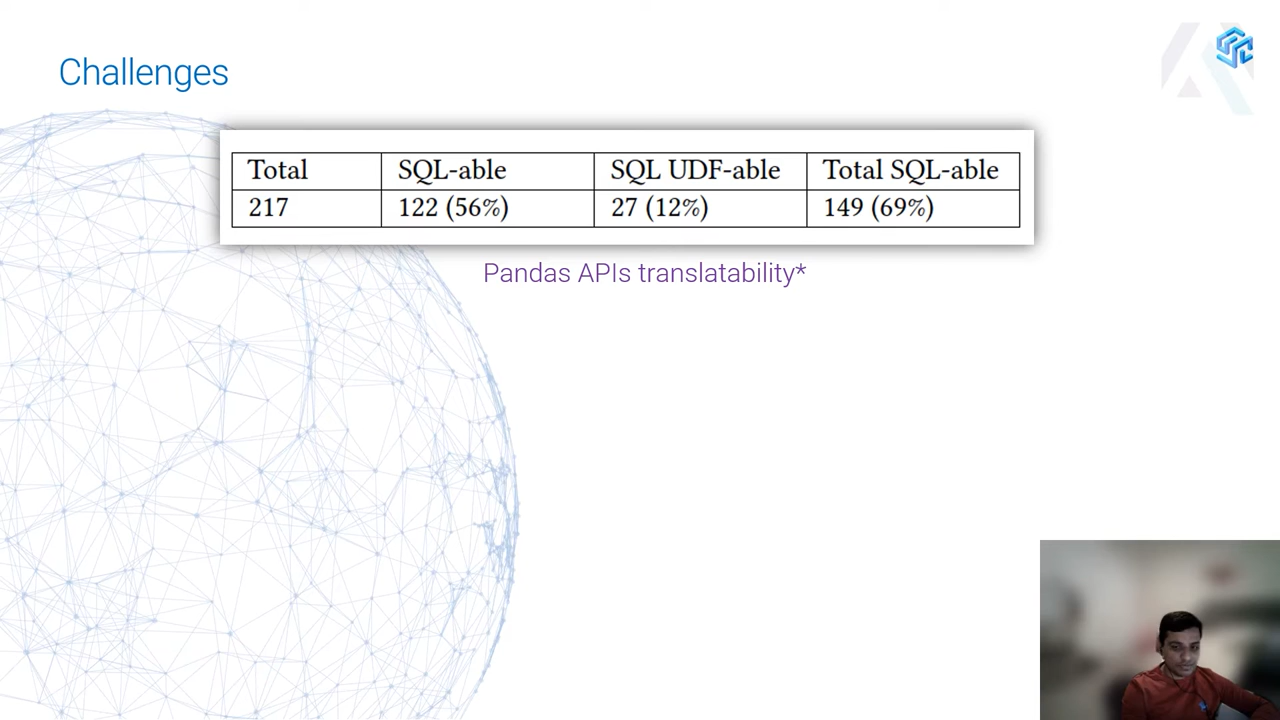 Challenges
Total SQL-able SQL UDF-able Total SQL-able
217 122 (56%) 27 (12%) 149 (69%)
Pandas APIs translatability*